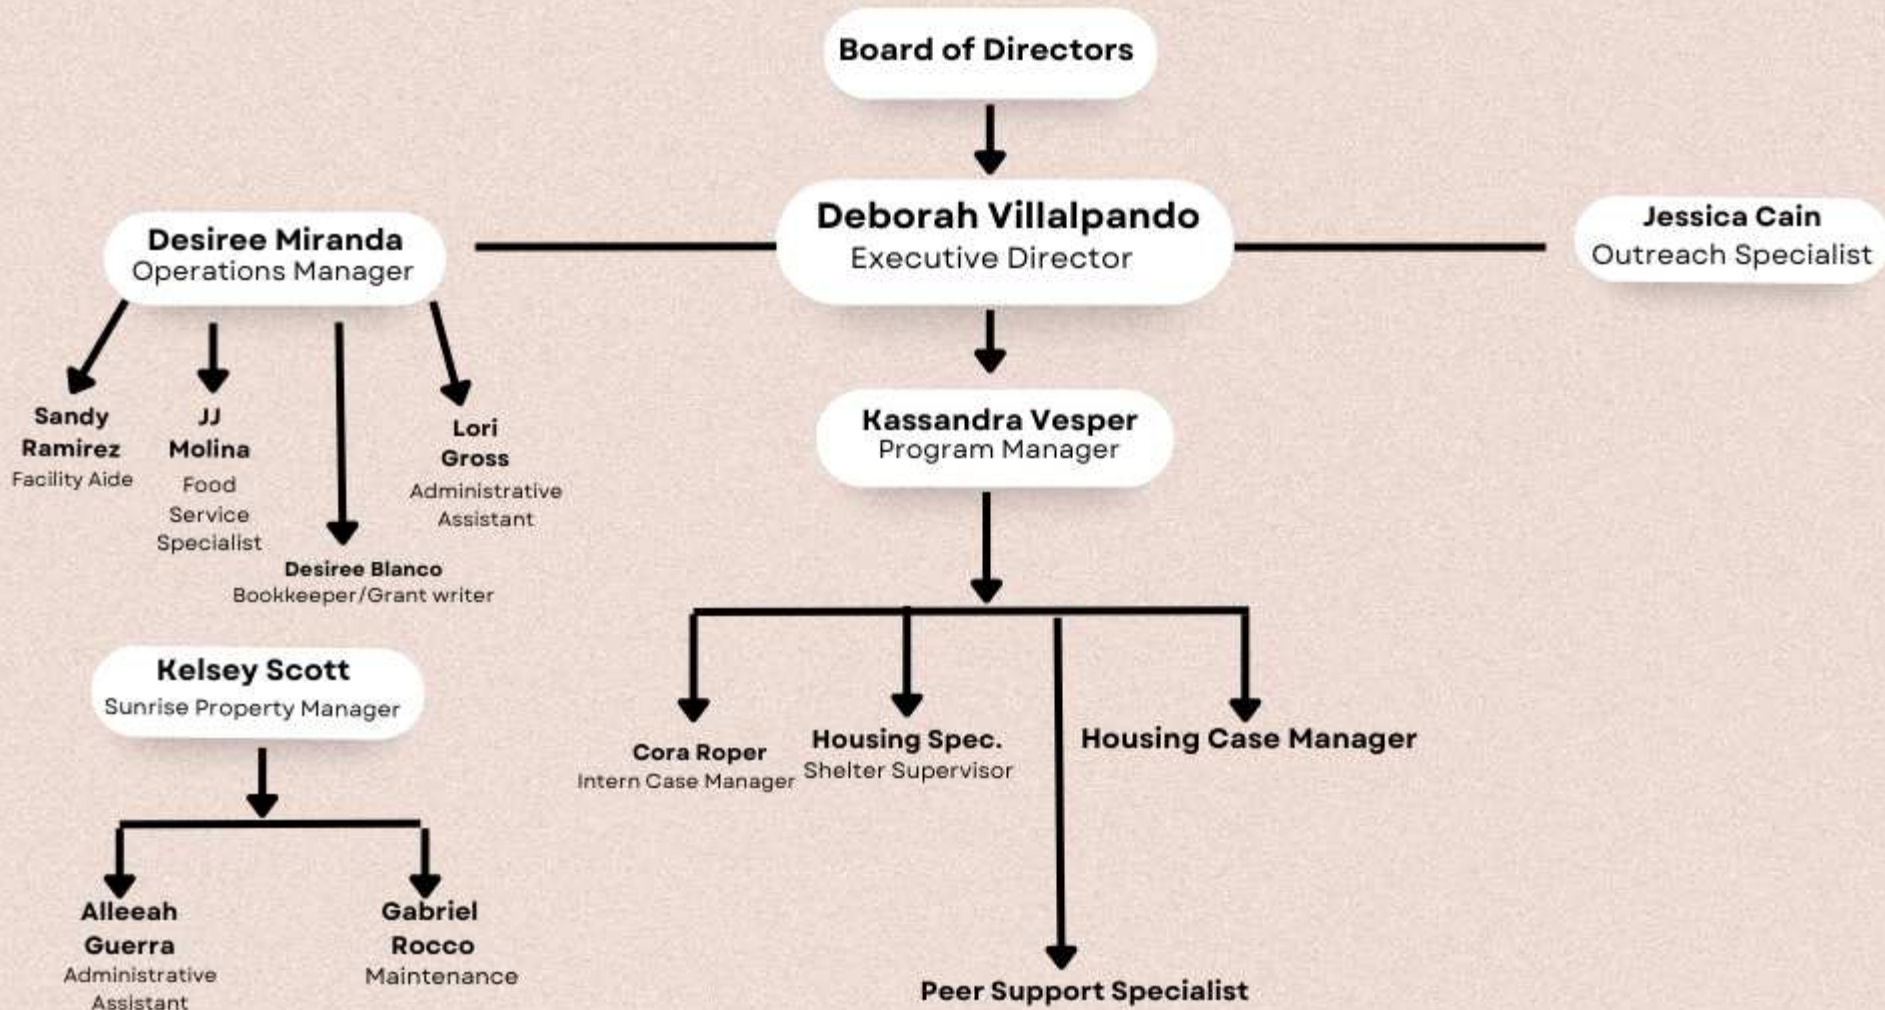 Board of Directors
Deborah Villalpando
Executive Director
Desiree Miranda
Operations Manager
Jessica Cain
Outreach Specialist
Sandy
Ramirez
Facility Aide
JJ
Molina
Food
Service
Specialist
Desiree Blanco
Bookkeeper/Grant writer
Lori
Gross
Administrative
Assistant
Kassandra Vesper
Program Manager
Kelsey Scott
Sunrise Property Manager
Alleeah
Guerra
Administrative
Assistant
Gabriel
Rocco
Maintenance
Cora Roper
Intern Case Manager
Housing Spec.
Shelter Supervisor
Housing Case Manager
Peer Support Specialist